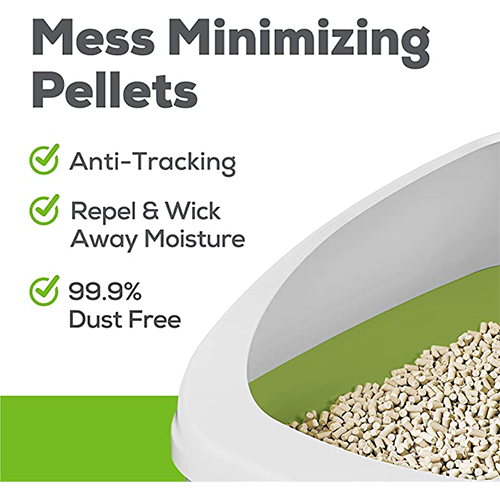 Mess Minimizing
Pellets
Anti-Tracking
Repel & Wick
Away Moisture
99.9%
Dust Free